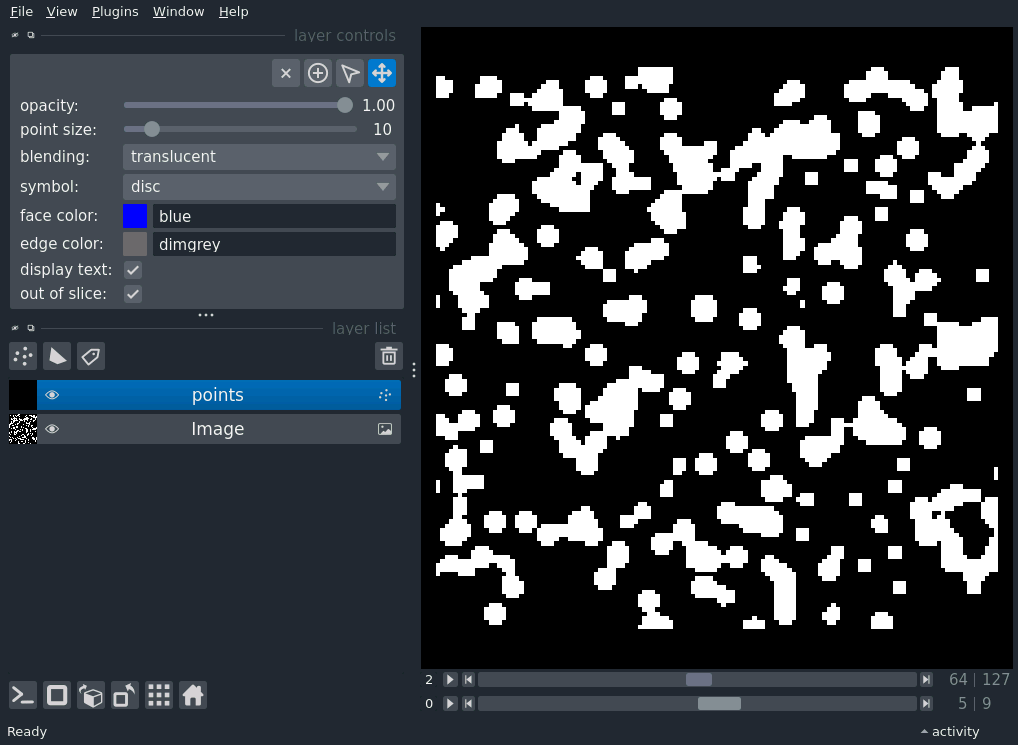 File View Plugins Window Help
layer controls
opacity: 1.00
point size: 10
blending: translucent
symbol: disc
face color: blue
edge color: dimgrey
display text:
out of slice:
layer list
points
Image
2 64 | 127
0 5 | 9
Ready activity